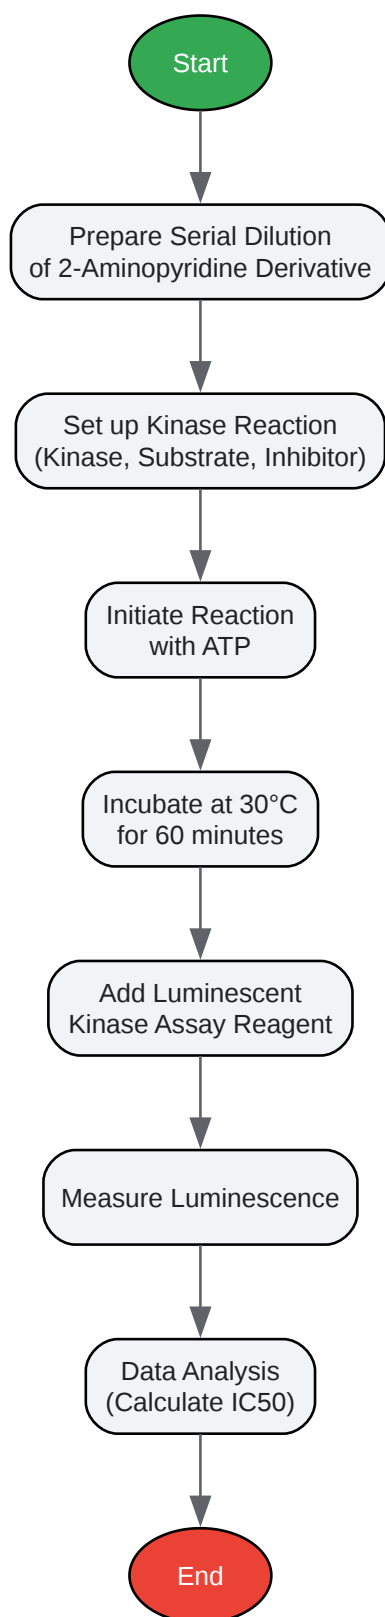 Start
Prepare Serial Dilution
of 2-Aminopyridine Derivative
Set up Kinase Reaction
(Kinase, Substrate, Inhibitor)
Initiate Reaction
with ATP
Incubate at 30°C
for 60 minutes
Add Luminescent
Kinase Assay Reagent
Measure Luminescence
Data Analysis
(Calculate IC50)
End